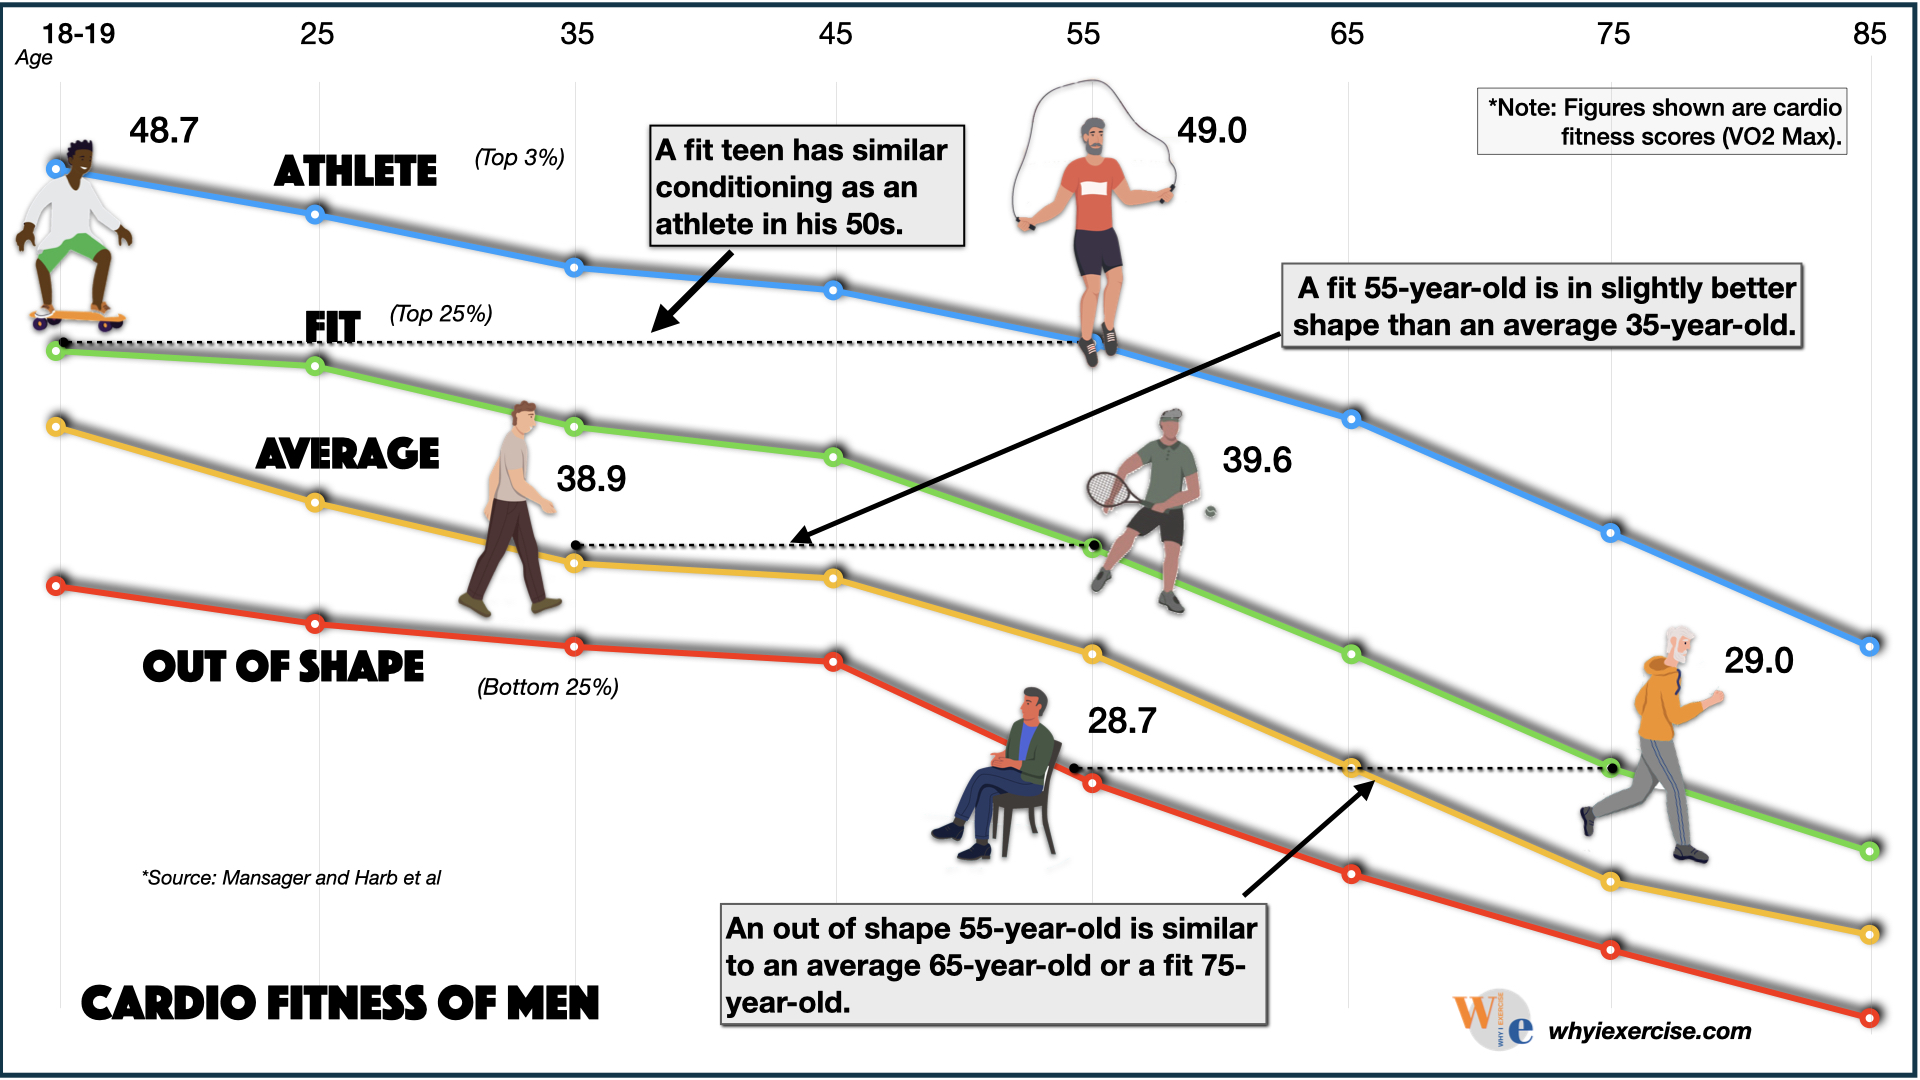 18-19 25 35 45 55 65 75 85
Age
48.7
ATHLETE (Top 3%)
A fit teen has similar
conditioning as an
athlete in his 50s.
49.0
*Note: Figures shown are cardio
fitness scores (VO2 Max).
FIT (Top 25%)
A fit 55-year-old is in slightly better
shape than an average 35-year-old.
AVERAGE
38.9
39.6
OUT OF SHAPE
(Bottom 25%)
28.7
29.0
*Source: Mansager and Harb et al
An out of shape 55-year-old is similar
to an average 65-year-old or a fit 75-
year-old.
CARDIO FITNESS OF MEN
We
WHY I EXERCISE
whyiexercise.com